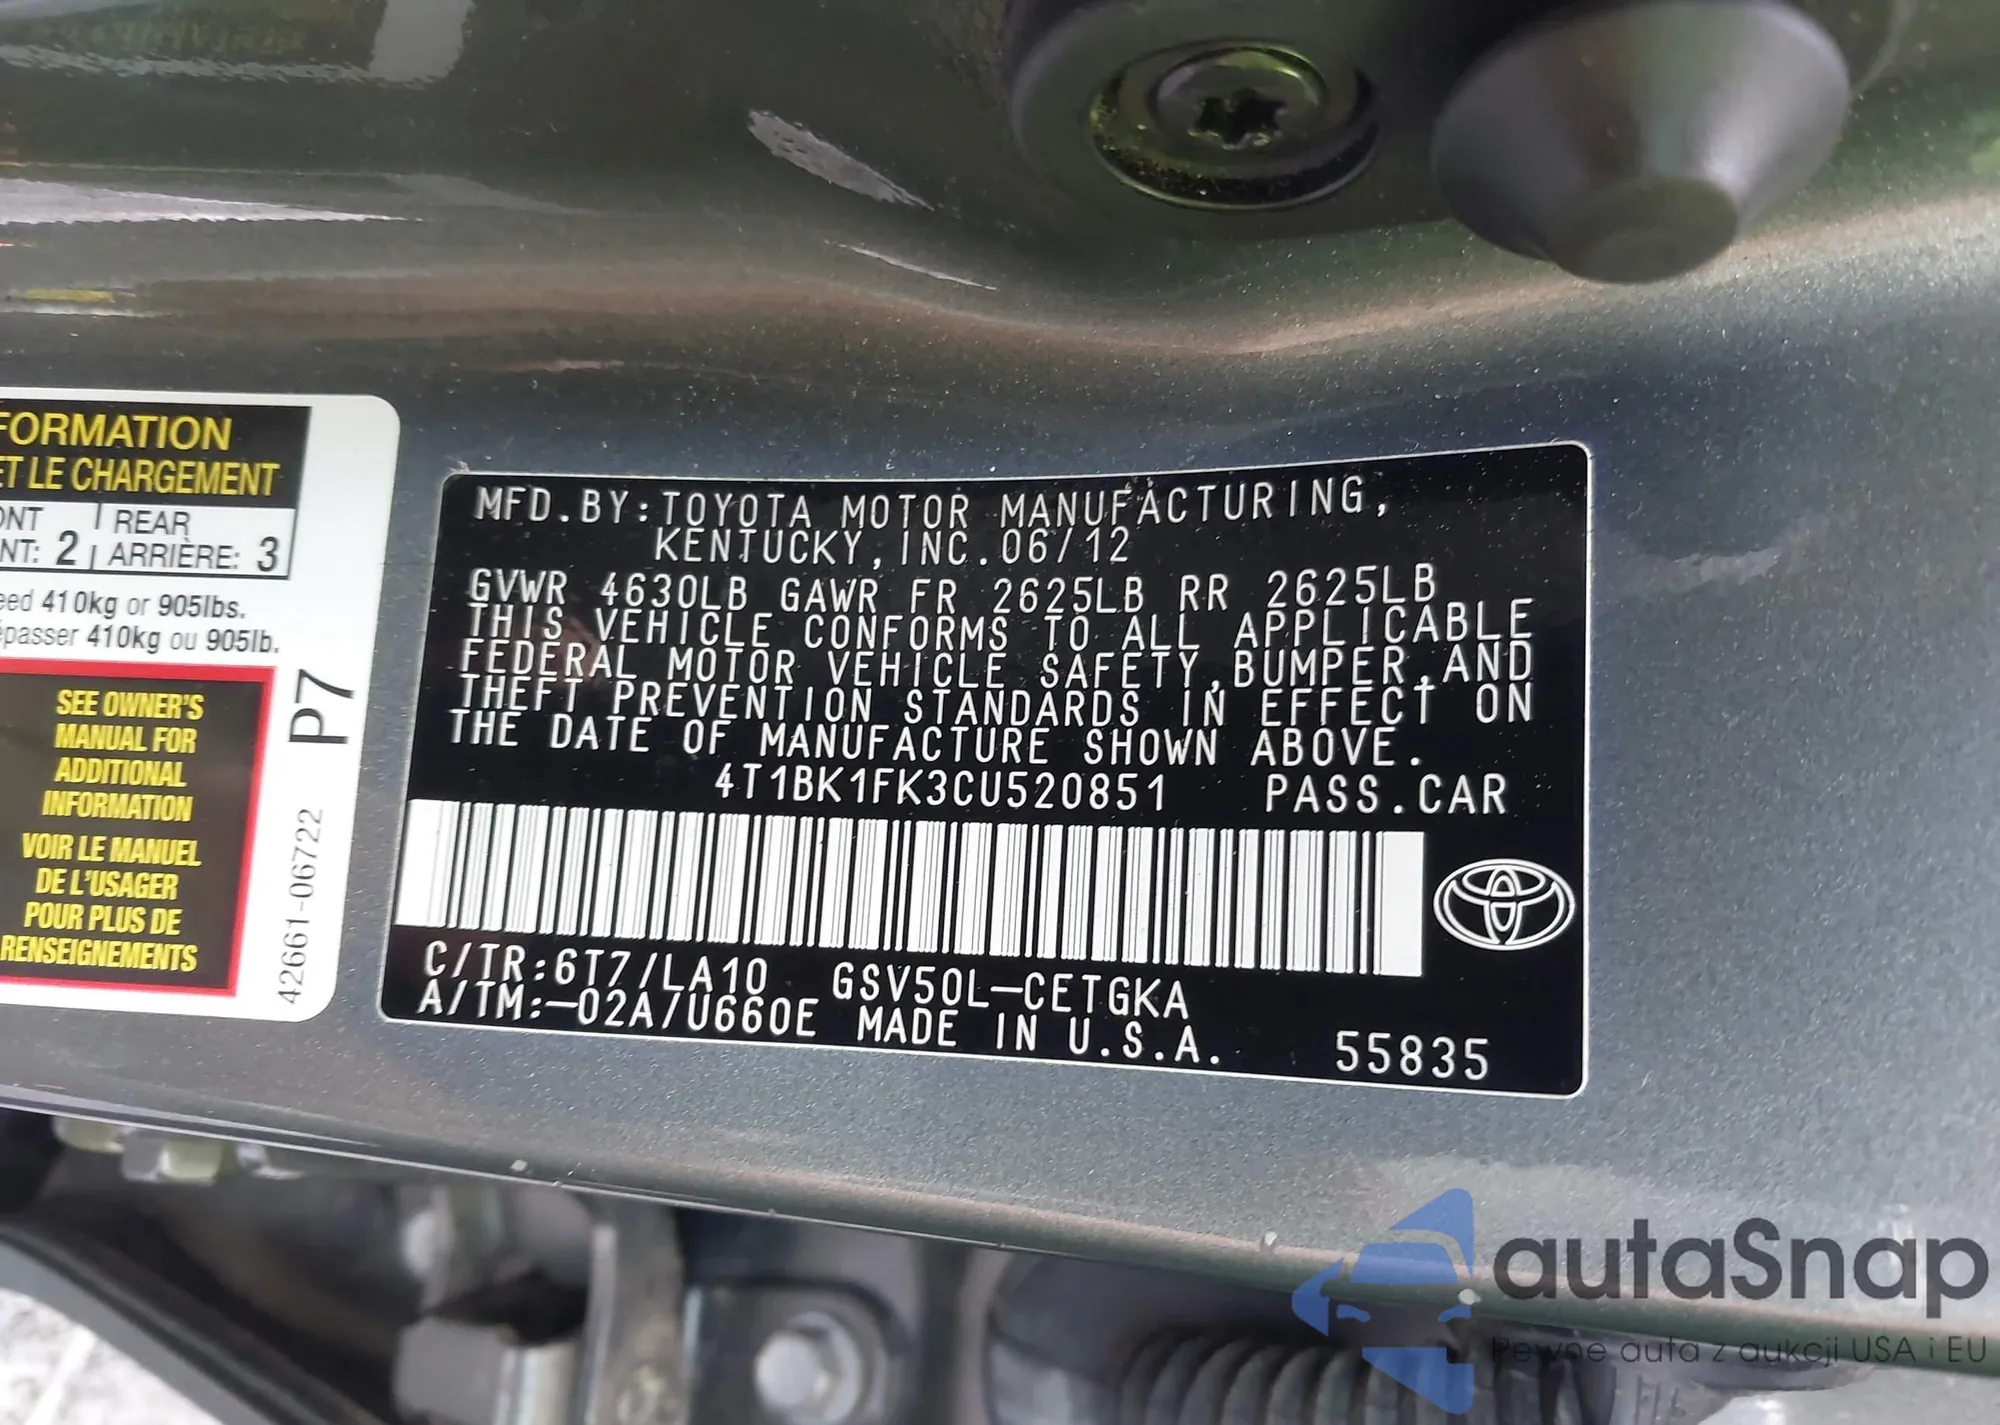 FORMATION
ET LE CHARGEMENT
ONT | REAR
NT: 2 | ARRIÈRE: 3
eed 410kg or 905lbs.
épasser 410kg ou 905lb.
SEE OWNER'S
MANUAL FOR
ADDITIONAL
INFORMATION
VOIR LE MANUEL
DE L'USAGER
POUR PLUS DE
RENSEIGNEMENTS
P7
42661-06722
MFD.BY:TOYOTA MOTOR MANUFACTURING,
KENTUCKY,INC.06/12
GVWR 4630LB GAWR FR 2625LB RR 2625LB
THIS VEHICLE CONFORMS TO ALL APPLICABLE
FEDERAL MOTOR VEHICLE SAFETY,BUMPER,AND
THEFT PREVENTION STANDARDS IN EFFECT ON
THE DATE OF MANUFACTURE SHOWN ABOVE.
4T1BK1FK3CU520851 PASS.CAR
C/TR:6T7/LA10 GSV50L-CETGKA
A/TM:-02A/U660E MADE IN U.S.A. 55835
autaSnap
Pewne auta z aukcji USA i EU